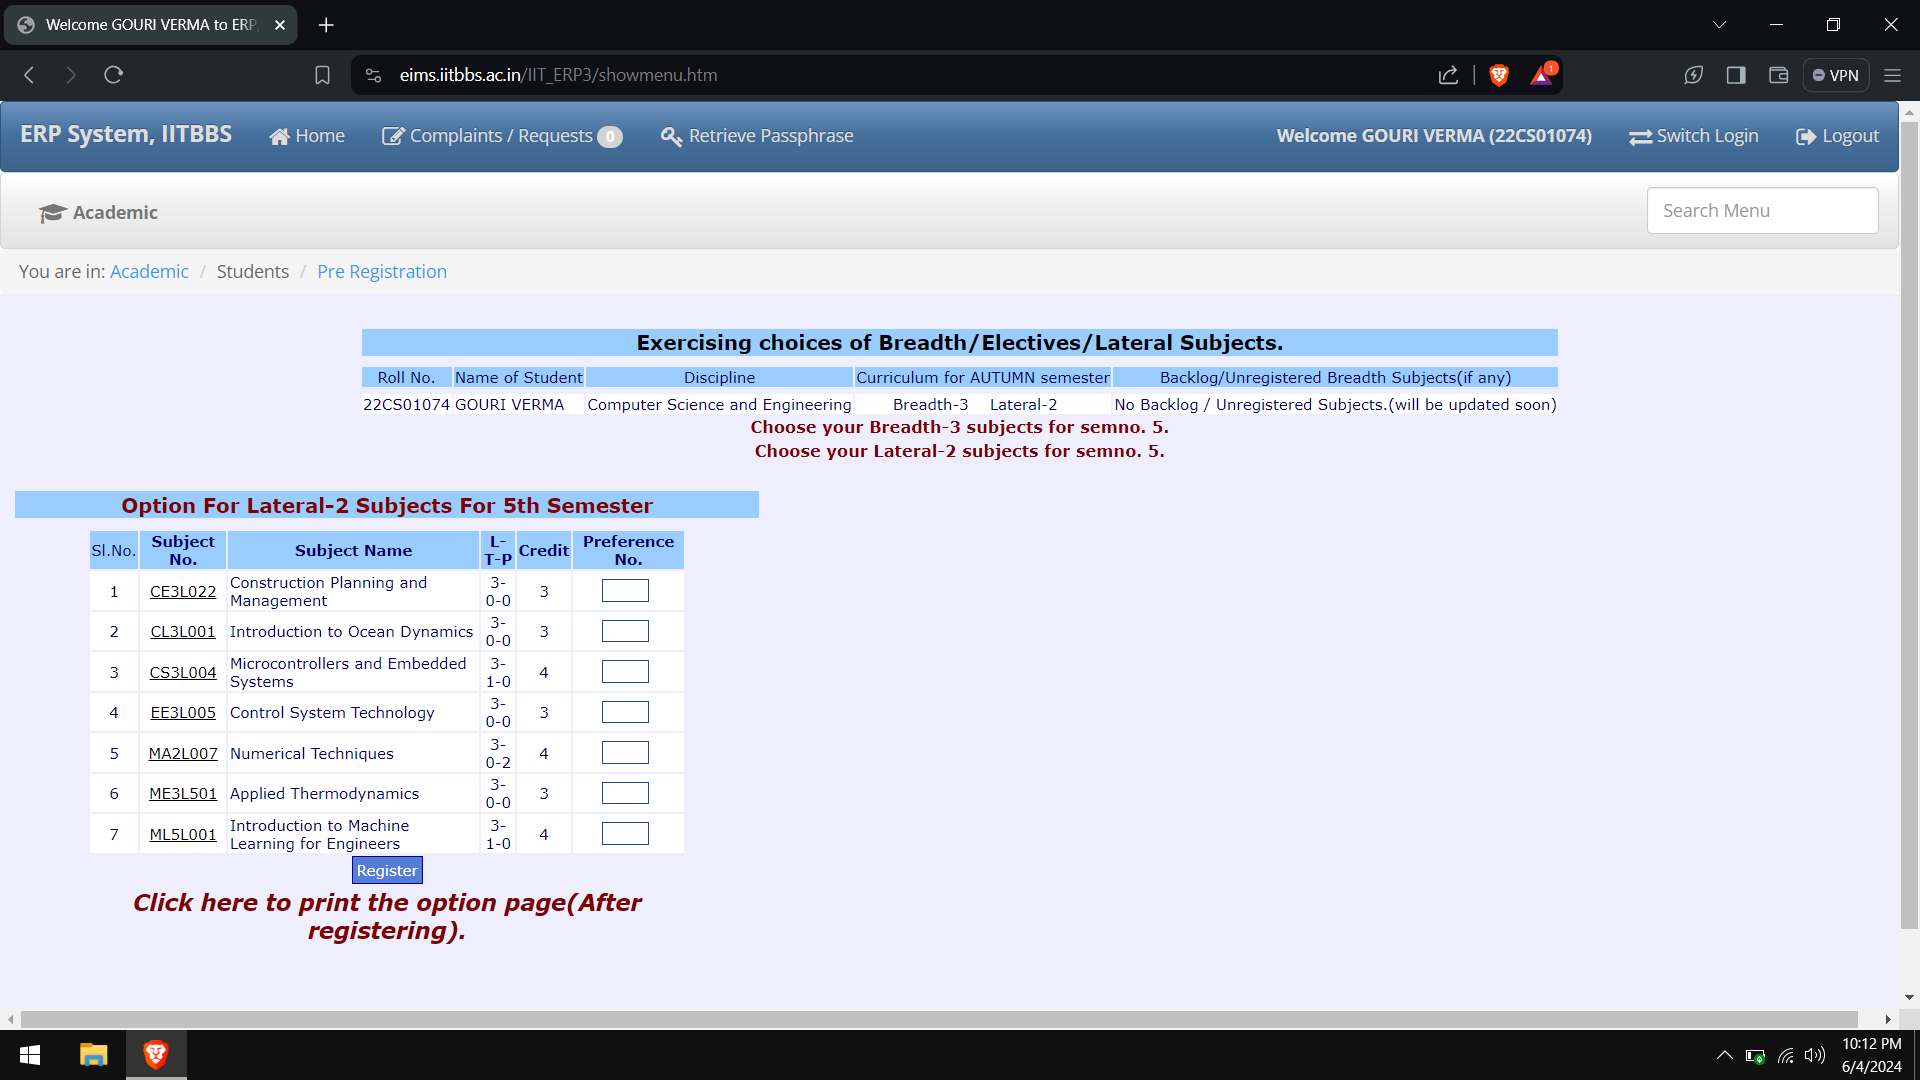 Welcome GOURI VERMA to ERP,
eims.iitbbs.ac.in/IIT_ERP3/showmenu.htm
1
VPN
ERP System, IITBBS
Home
Complaints / Requests 0
Retrieve Passphrase
Welcome GOURI VERMA (22CS01074)
Switch Login
Logout
Academic
Search Menu
You are in: Academic / Students / Pre Registration
Exercising choices of Breadth/Electives/Lateral Subjects.
Roll No. Name of Student Discipline Curriculum for AUTUMN semester Backlog/Unregistered Breadth Subjects(if any)
22CS01074 GOURI VERMA Computer Science and Engineering Breadth-3 Lateral-2 No Backlog / Unregistered Subjects.(will be updated soon)
Choose your Breadth-3 subjects for semno. 5.
Choose your Lateral-2 subjects for semno. 5.
Option For Lateral-2 Subjects For 5th Semester
Sl.No. Subject No. Subject Name L-T-P Credit Preference No.
1 CE3L022 Construction Planning and Management 3-0-0 3
2 CL3L001 Introduction to Ocean Dynamics 3-0-0 3
3 CS3L004 Microcontrollers and Embedded Systems 3-1-0 4
4 EE3L005 Control System Technology 3-0-0 3
5 MA2L007 Numerical Techniques 3-0-2 4
6 ME3L501 Applied Thermodynamics 3-0-0 3
7 ML5L001 Introduction to Machine Learning for Engineers 3-1-0 4
Register
Click here to print the option page(After
registering).
10:12 PM
6/4/2024